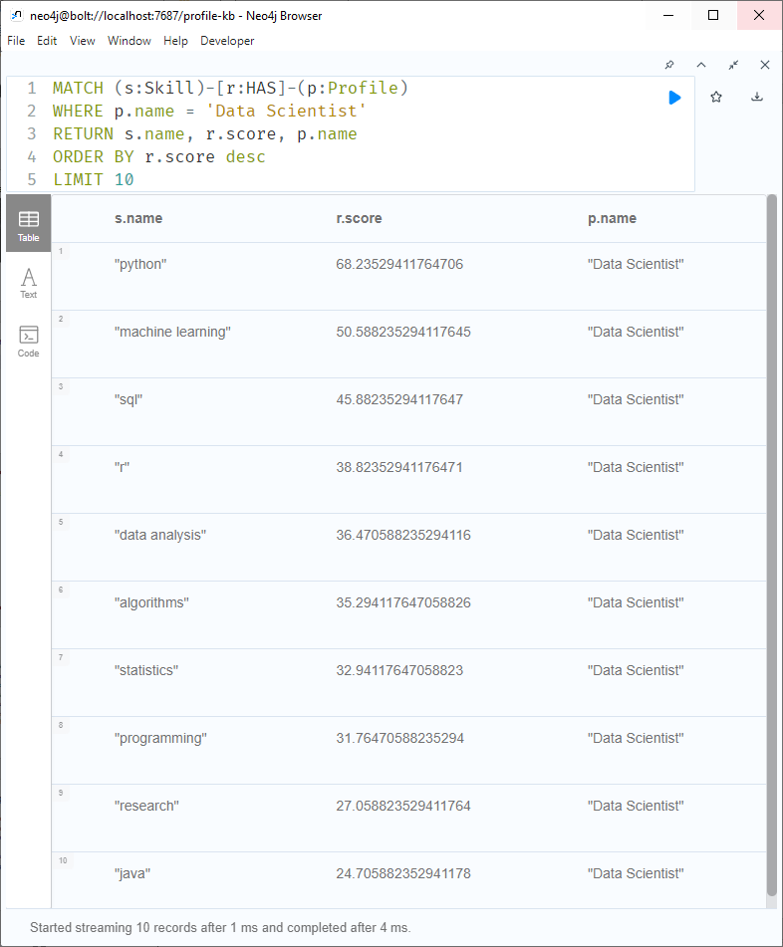 neo4j@bolt://localhost:7687/profile-kb - Neo4j Browser
File Edit View Window Help Developer
1 MATCH (s:Skill)-[r:HAS]-(p:Profile)
2 WHERE p.name = 'Data Scientist'
3 RETURN s.name, r.score, p.name
4 ORDER BY r.score desc
5 LIMIT 10
Table
Text
Code
s.name r.score p.name
1 "python" 68.23529411764706 "Data Scientist"
2 "machine learning" 50.588235294117645 "Data Scientist"
3 "sql" 45.88235294117647 "Data Scientist"
4 "r" 38.82352941176471 "Data Scientist"
5 "data analysis" 36.470588235294116 "Data Scientist"
6 "algorithms" 35.294117647058826 "Data Scientist"
7 "statistics" 32.94117647058823 "Data Scientist"
8 "programming" 31.76470588235294 "Data Scientist"
9 "research" 27.058823529411764 "Data Scientist"
10 "java" 24.705882352941178 "Data Scientist"
Started streaming 10 records after 1 ms and completed after 4 ms.